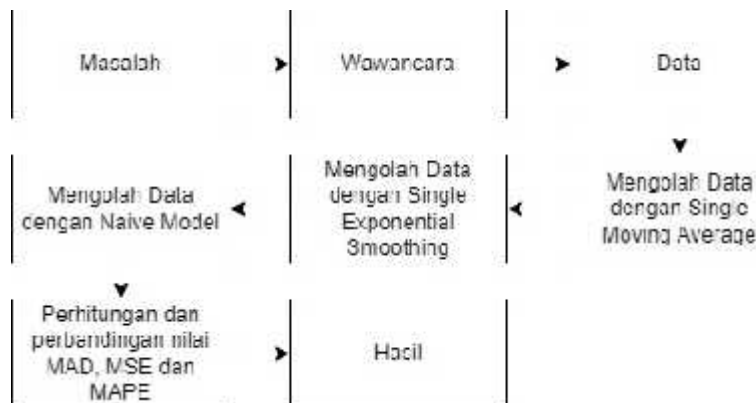 Masalah
Wawancara
Data
Mengolah Data
dengan Single
Moving Average
Mengolah Data
dengan Single
Exponential
Smoothing
Mengolah Data
dengan Naive Model
Perhitungan dan
perbandingan nilai
MAD, MSE dan
MAPE
Hasil